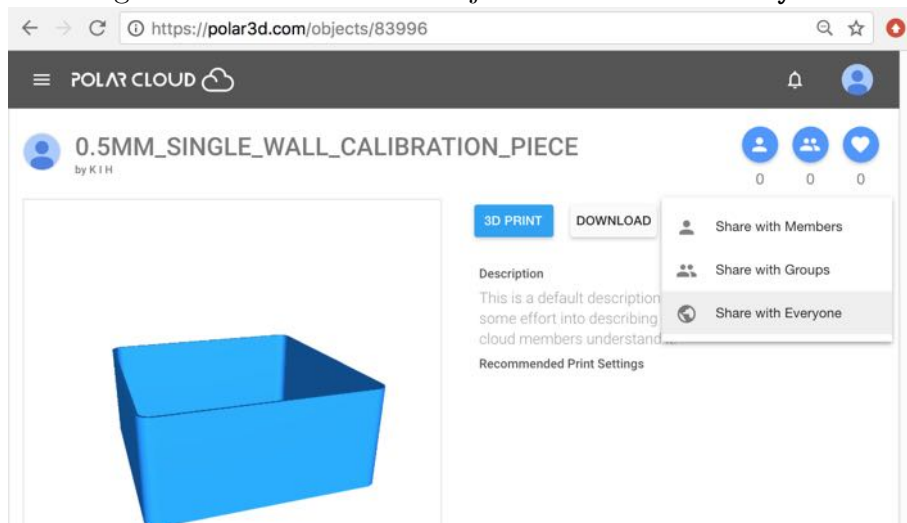 https://polar3d.com/objects/83996
POLAR CLOUD
0.5MM_SINGLE_WALL_CALIBRATION_PIECE
by K I H
0 0 0
3D PRINT DOWNLOAD
Share with Members
Share with Groups
Share with Everyone
Description
This is a default description
some effort into describing
cloud members understand
Recommended Print Settings